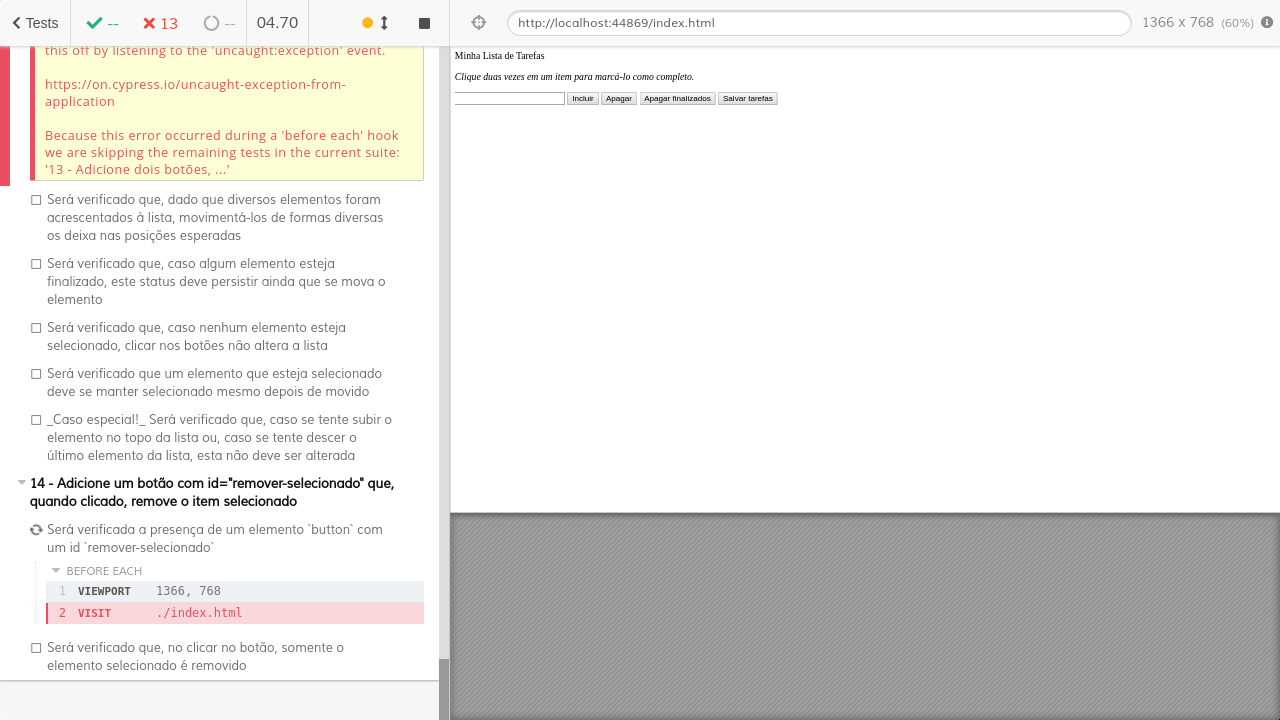 Tests
--
13
--
04.70
http://localhost:44869/index.html
1366 x 768 (60%)
this off by listening to the 'uncaught:exception' event.
https://on.cypress.io/uncaught-exception-from-
application
Because this error occurred during a 'before each' hook
we are skipping the remaining tests in the current suite:
'13 - Adicione dois botões, ...'
Será verificado que, dado que diversos elementos foram
acrescentados à lista, movimentá-los de formas diversas
os deixa nas posições esperadas
Será verificado que, caso algum elemento esteja
finalizado, este status deve persistir ainda que se mova o
elemento
Será verificado que, caso nenhum elemento esteja
selecionado, clicar nos botões não altera a lista
Será verificado que um elemento que esteja selecionado
deve se manter selecionado mesmo depois de movido
_Caso especial!_ Será verificado que, caso se tente subir o
elemento no topo da lista ou, caso se tente descer o
último elemento da lista, esta não deve ser alterada
14 - Adicione um botão com id="remover-selecionado" que,
quando clicado, remove o item selecionado
Será verificada a presença de um elemento `button` com
um id `remover-selecionado`
BEFORE EACH
1 VIEWPORT 1366, 768
2 VISIT ./index.html
Será verificado que, no clicar no botão, somente o
elemento selecionado é removido
Minha Lista de Tarefas
Clique duas vezes em um item para marcá-lo como completo.
Incluir Apagar Apagar finalizados Salvar tarefas